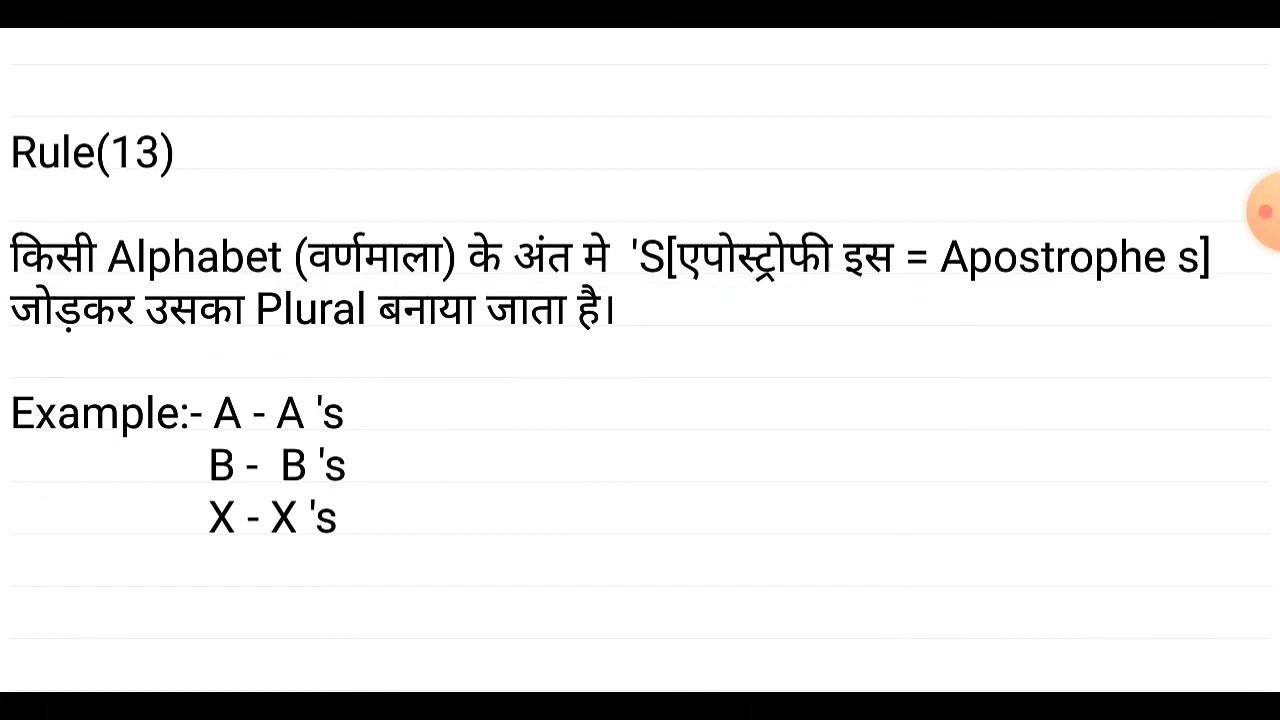 Rule(13)
किसी Alphabet (वर्णमाला) के अंत मे 'S[एपोस्ट्रोफी इस = Apostrophe s]
जोड़कर उसका Plural बनाया जाता है।
Example:- A - A 's
B - B 's
X - X 's